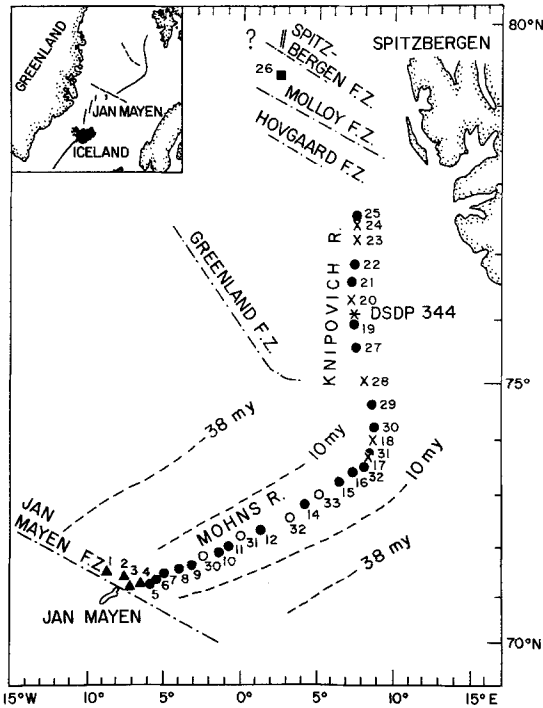 80°N
GREENLAND
JAN MAYEN
ICELAND
?
SPITZ-
BERGEN F.Z.
SPITZBERGEN
26
MOLLOY F.Z.
HOVGAARD F.Z.
25
24
23
22
21
20
DSDP 344
19
27
KNIPOVICH R.
GREENLAND F.Z.
28
75°
29
30
18
31
17
32
16
15
33
14
32
12
31
11
10
30
9
8
7
6
5
4
3
2
1
38 my
10 my
10 my
38 my
MOHNS R.
JAN
MAYEN F.Z.
JAN MAYEN
70°N
15°W
10°
5°
0°
5°
10°
15°E